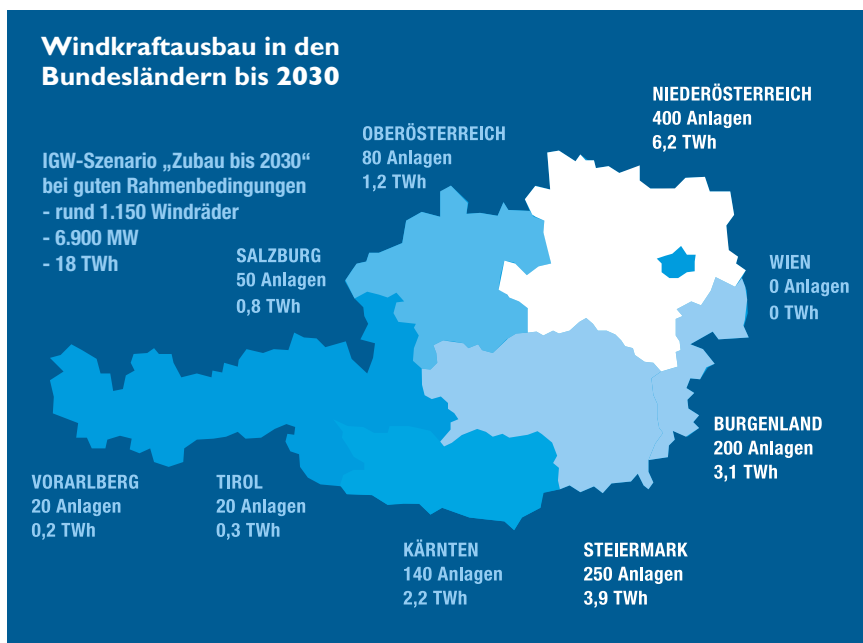 Windkraftausbau in den
Bundesländern bis 2030
IGW-Szenario „Zubau bis 2030“
bei guten Rahmenbedingungen
- rund 1.150 Windräder
- 6.900 MW
- 18 TWh
NIEDERÖSTERREICH
400 Anlagen
6,2 TWh
OBERÖSTERREICH
80 Anlagen
1,2 TWh
SALZBURG
50 Anlagen
0,8 TWh
WIEN
0 Anlagen
0 TWh
BURGENLAND
200 Anlagen
3,1 TWh
VORARLBERG
20 Anlagen
0,2 TWh
TIROL
20 Anlagen
0,3 TWh
KÄRNTEN
140 Anlagen
2,2 TWh
STEIERMARK
250 Anlagen
3,9 TWh